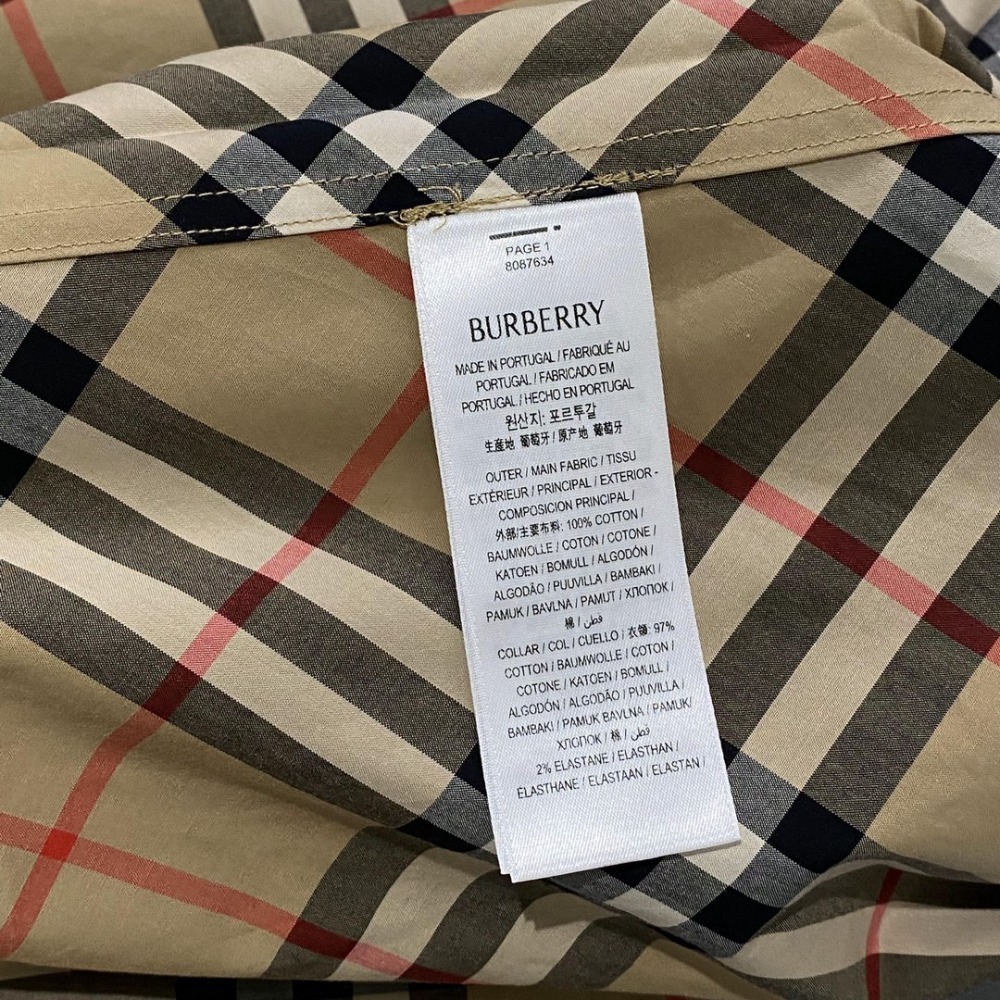 PAGE 1
8087634
BURBERRY
MADE IN PORTUGAL / FABRIQUÉ AU
PORTUGAL / FABRICADO EM
PORTUGAL / HECHO EN PORTUGAL
원산지: 포르투갈
生産地 葡萄牙 / 原产地 葡萄牙
OUTER / MAIN FABRIC / TISSU
EXTÉRIEUR / PRINCIPAL / EXTERIOR -
COMPOSICION PRINCIPAL /
外部/主要布料: 100% COTTON /
BAUMWOLLE / COTON / COTONE /
KATOEN / BOMULL / ALGODÓN /
ALGODÃO / PUUVILLA / BAMBAKI /
PAMUK / BAVLNA / PAMUT / ХЛОПОК /
棉 / قطن
COLLAR / COL / CUELLO / 衣領: 97%
COTTON / BAUMWOLLE / COTON /
COTONE / KATOEN / BOMULL /
ALGODÓN / ALGODÃO / PUUVILLA /
BAMBAKI / PAMUK BAVLNA / PAMUK/
ХЛОПОК / 棉 / قطن
2% ELASTANE / ELASTHAN /
ELASTHANE / ELASTAAN / ELASTAN /